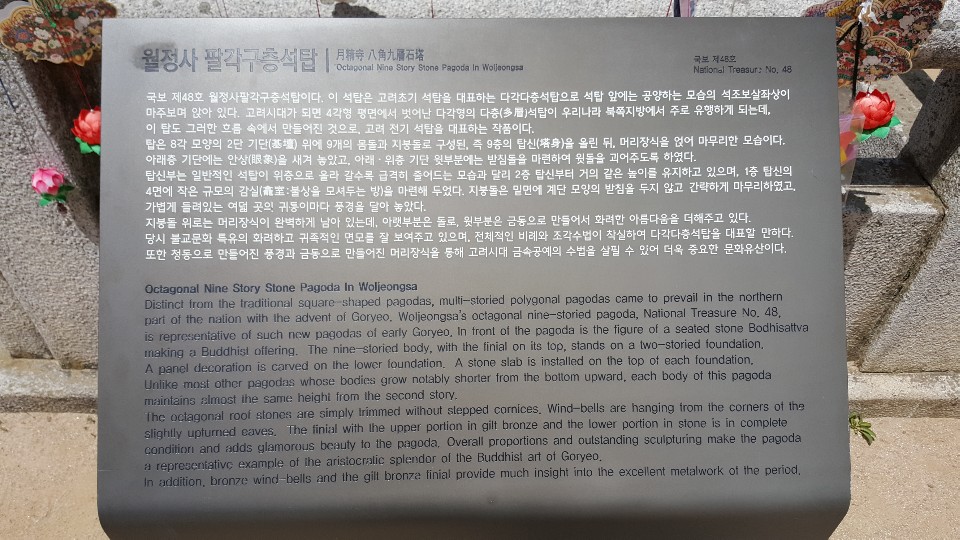 월정사 팔각구층석탑 | 月精寺 八角九層石塔
Octagonal Nine Story Stone Pagoda In Woljeongsa
국보 제48호
National Treasure No. 48
국보 제48호 월정사팔각구층석탑이다. 이 석탑은 고려초기 석탑을 대표하는 다각다층석탑으로 석탑 앞에는 공양하는 모습의 석조보살좌상이
마주보며 앉아 있다. 고려시대가 되면 4각형 평면에서 벗어난 다각형의 다층(多層)석탑이 우리나라 북쪽지방에서 주로 유행하게 되는데,
이 탑도 그러한 흐름 속에서 만들어진 것으로, 고려 전기 석탑을 대표하는 작품이다.
탑은 8각 모양의 2단 기단(基壇) 위에 9개의 몸돌과 지붕돌로 구성된, 즉 9층의 탑신(塔身)을 올린 뒤, 머리장식을 얹어 마무리한 모습이다.
아래층 기단에는 안상(眼象)을 새겨 놓았고, 아래·위층 기단 윗부분에는 받침돌을 마련하여 윗돌을 괴어주도록 하였다.
탑신부는 일반적인 석탑이 위층으로 올라 갈수록 급격히 줄어드는 모습과 달리 2층 탑신부터 거의 같은 높이를 유지하고 있으며, 1층 탑신의
4면에 작은 규모의 감실(龕室:불상을 모셔두는 방)을 마련해 두었다. 지붕돌은 밑면에 계단 모양의 받침을 두지 않고 간략하게 마무리하였고,
가볍게 들려있는 여덟 곳의 귀퉁이마다 풍경을 달아 놓았다.
지붕돌 위로는 머리장식이 완벽하게 남아 있는데, 아랫부분은 돌로, 윗부분은 금동으로 만들어서 화려한 아름다움을 더해주고 있다.
당시 불교문화 특유의 화려하고 귀족적인 면모를 잘 보여주고 있으며, 전체적인 비례와 조각수법이 착실하여 다각다층석탑을 대표할 만하다.
또한 청동으로 만들어진 풍경과 금동으로 만들어진 머리장식을 통해 고려시대 금속공예의 수법을 살필 수 있어 더욱 중요한 문화유산이다.
Octagonal Nine Story Stone Pagoda In Woljeongsa
Distinct from the traditional square-shaped pagodas, multi-storied polygonal pagodas came to prevail in the northern
part of the nation with the advent of Goryeo. Woljeongsa's octagonal nine-storied pagoda, National Treasure No. 48,
is representative of such new pagodas of early Goryeo. In front of the pagoda is the figure of a seated stone Bodhisattva
making a Buddhist offering. The nine-storied body, with the finial on its top, stands on a two-storied foundation.
A panel decoration is carved on the lower foundation. A stone slab is installed on the top of each foundation.
Unlike most other pagodas whose bodies grow notably shorter from the bottom upward, each body of this pagoda
maintains almost the same height from the second story.
The octagonal roof stones are simply trimmed without stepped cornices. Wind-bells are hanging from the corners of the
slightly upturned eaves. The finial with the upper portion in gilt bronze and the lower portion in stone is in complete
condition and adds glamorous beauty to the pagoda. Overall proportions and outstanding sculpturing make the pagoda
a representative example of the aristocratic splendor of the Buddhist art of Goryeo.
In addition, bronze wind-bells and the gilt bronze finial provide much insight into the excellent metalwork of the period.